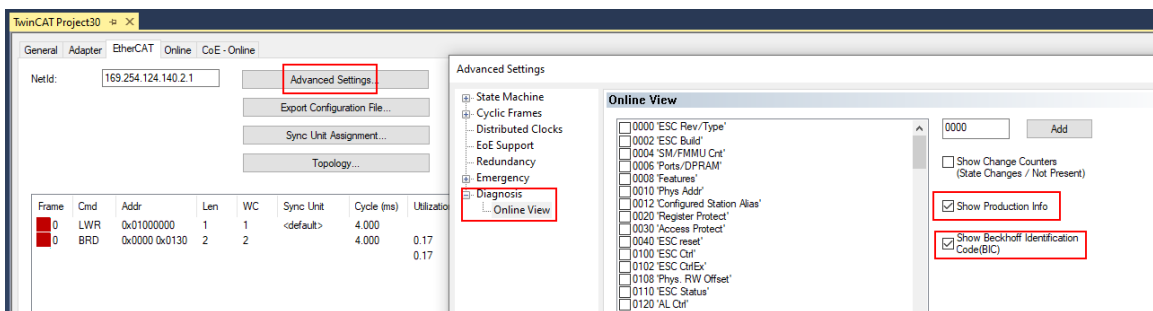 TwinCAT Project30
General Adapter EtherCAT Online CoE - Online
NetId: 169.254.124.140.2.1
Advanced Settings...
Export Configuration File...
Sync Unit Assignment...
Topology...
Frame Cmd Addr Len WC Sync Unit Cycle (ms) Utilizatio
0 LWR 0x01000000 1 1 <default> 4.000
0 BRD 0x0000 0x0130 2 2 4.000 0.17
0.17
Advanced Settings
State Machine
Cyclic Frames
Distributed Clocks
EoE Support
Redundancy
Emergency
Diagnosis
Online View
Online View
0000 'ESC Rev/Type'
0002 'ESC Build'
0004 'SM/FMMU Cnt'
0006 'Ports/DPRAM'
0008 'Features'
0010 'Phys Addr'
0012 'Configured Station Alias'
0020 'Register Protect'
0030 'Access Protect'
0040 'ESC reset'
0100 'ESC Ctrl'
0102 'ESC CtrlEx'
0108 'Phys. RW Offset'
0110 'ESC Status'
0120 'AL Ctrl'
0000 Add
Show Change Counters
(State Changes / Not Present)
Show Production Info
Show Beckhoff Identification
Code(BIC)